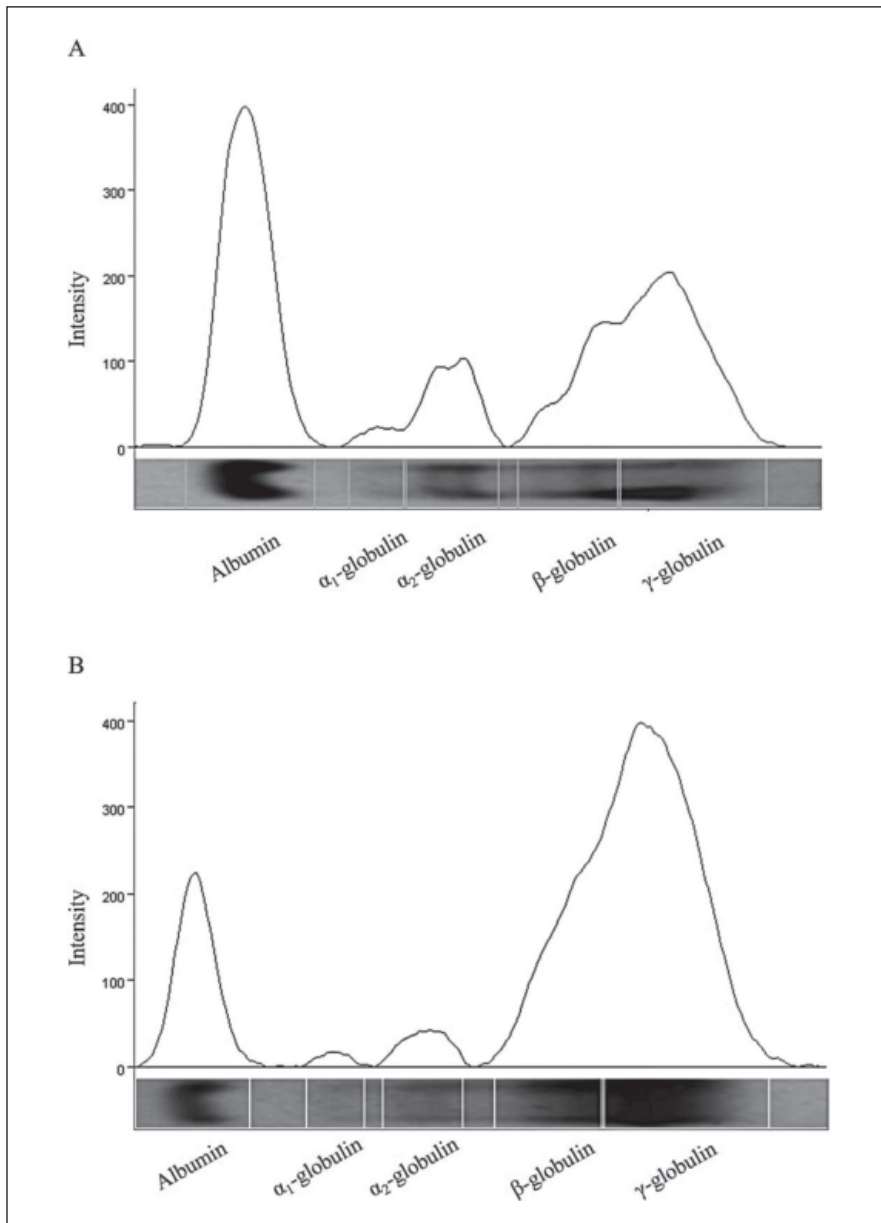 A
400
300
200
100
0
Intensity
Albumin
α₁-globulin
α₂-globulin
β-globulin
γ-globulin
B
400
300
200
100
0
Intensity
Albumin
α₁-globulin
α₂-globulin
β-globulin
γ-globulin